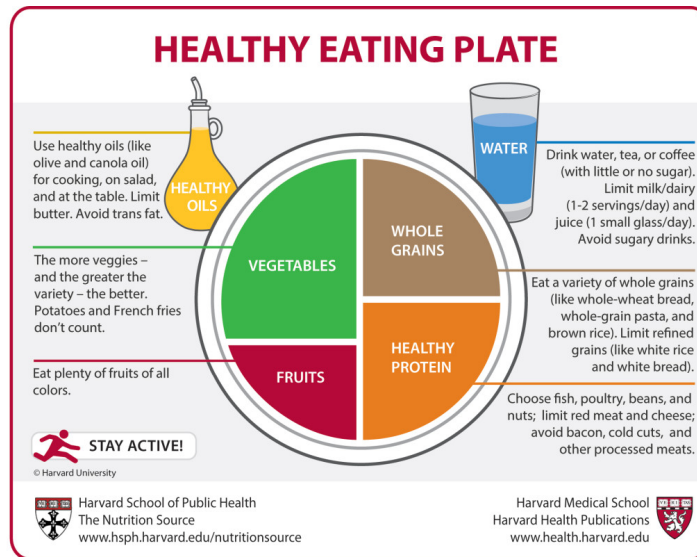 HEALTHY EATING PLATE
Use healthy oils (like
olive and canola oil)
for cooking, on salad,
and at the table. Limit
butter. Avoid trans fat.
HEALTHY
OILS
WATER
Drink water, tea, or coffee
(with little or no sugar).
Limit milk/dairy
(1-2 servings/day) and
juice (1 small glass/day).
Avoid sugary drinks.
The more veggies –
and the greater the
variety – the better.
Potatoes and French fries
don't count.
VEGETABLES
WHOLE
GRAINS
Eat a variety of whole grains
(like whole-wheat bread,
whole-grain pasta, and
brown rice). Limit refined
grains (like white rice
and white bread).
Eat plenty of fruits of all
colors.
FRUITS
HEALTHY
PROTEIN
Choose fish, poultry, beans, and
nuts; limit red meat and cheese;
avoid bacon, cold cuts, and
other processed meats.
STAY ACTIVE!
© Harvard University
Harvard School of Public Health
The Nutrition Source
www.hsph.harvard.edu/nutritionsource
Harvard Medical School
Harvard Health Publications
www.health.harvard.edu